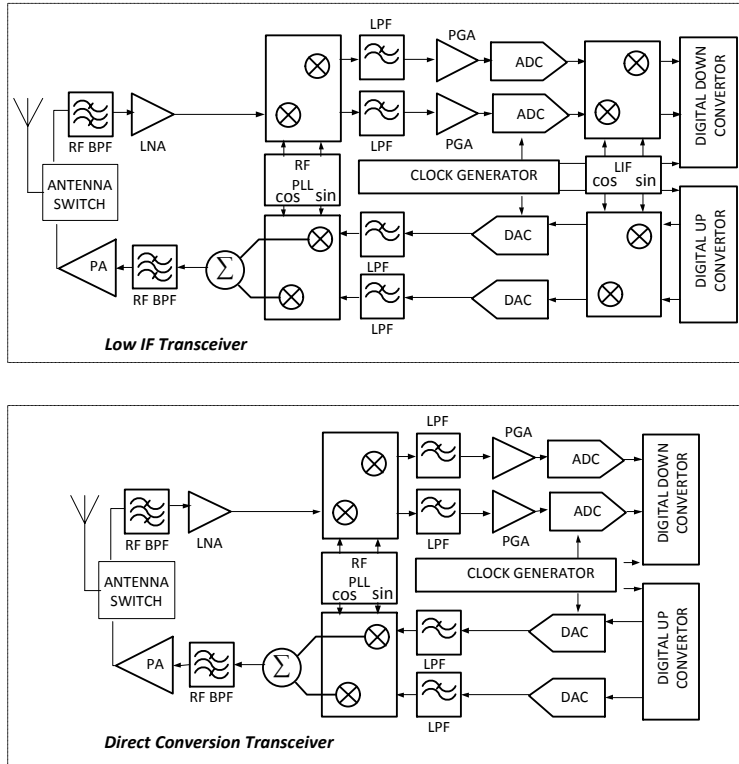 LPF
LPF
PGA
ADC
DIGITAL DOWN
CONVERTOR
RF BPF
LNA
LPF
PGA
ADC
ANTENNA
SWITCH
RF
PLL
cos sin
CLOCK GENERATOR
LIF
cos sin
DIGITAL UP
CONVERTOR
PA
RF BPF
Σ
LPF
DAC
LPF
DAC
Low IF Transceiver
LPF
PGA
ADC
DIGITAL DOWN
CONVERTOR
RF BPF
LNA
LPF
PGA
ADC
ANTENNA
SWITCH
RF
PLL
cos sin
CLOCK GENERATOR
DIGITAL UP
CONVERTOR
PA
RF BPF
Σ
LPF
DAC
LPF
DAC
Direct Conversion Transceiver